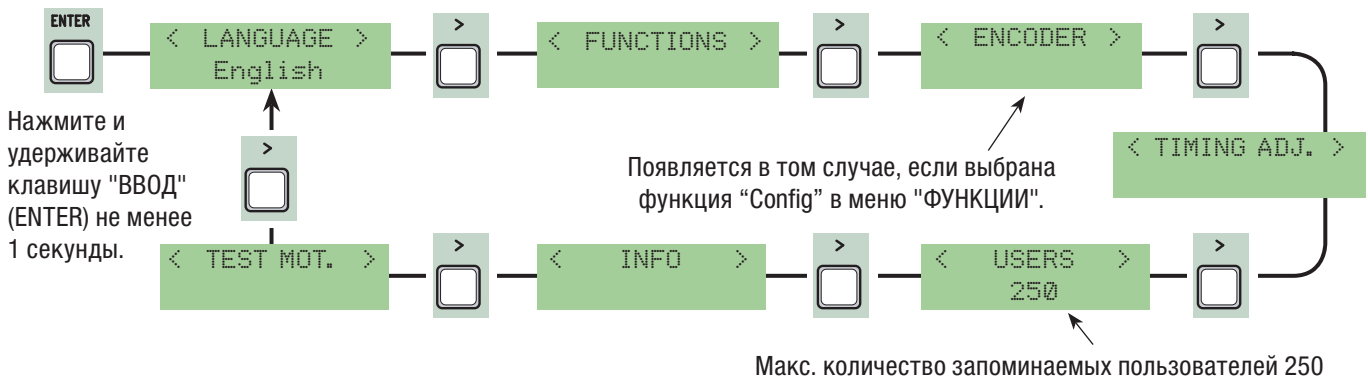 ENTER
< LANGUAGE >
English
>
< FUNCTIONS >
>
< ENCODER >
>
Нажмите и
удерживайте
клавишу "ВВОД"
(ENTER) не менее
1 секунды.
>
Появляется в том случае, если выбрана
функция “Config” в меню "ФУНКЦИИ".
< TIMING ADJ. >
< TEST MOT. >
>
< INFO >
>
< USERS >
250
>
Макс. количество запоминаемых пользователей 250